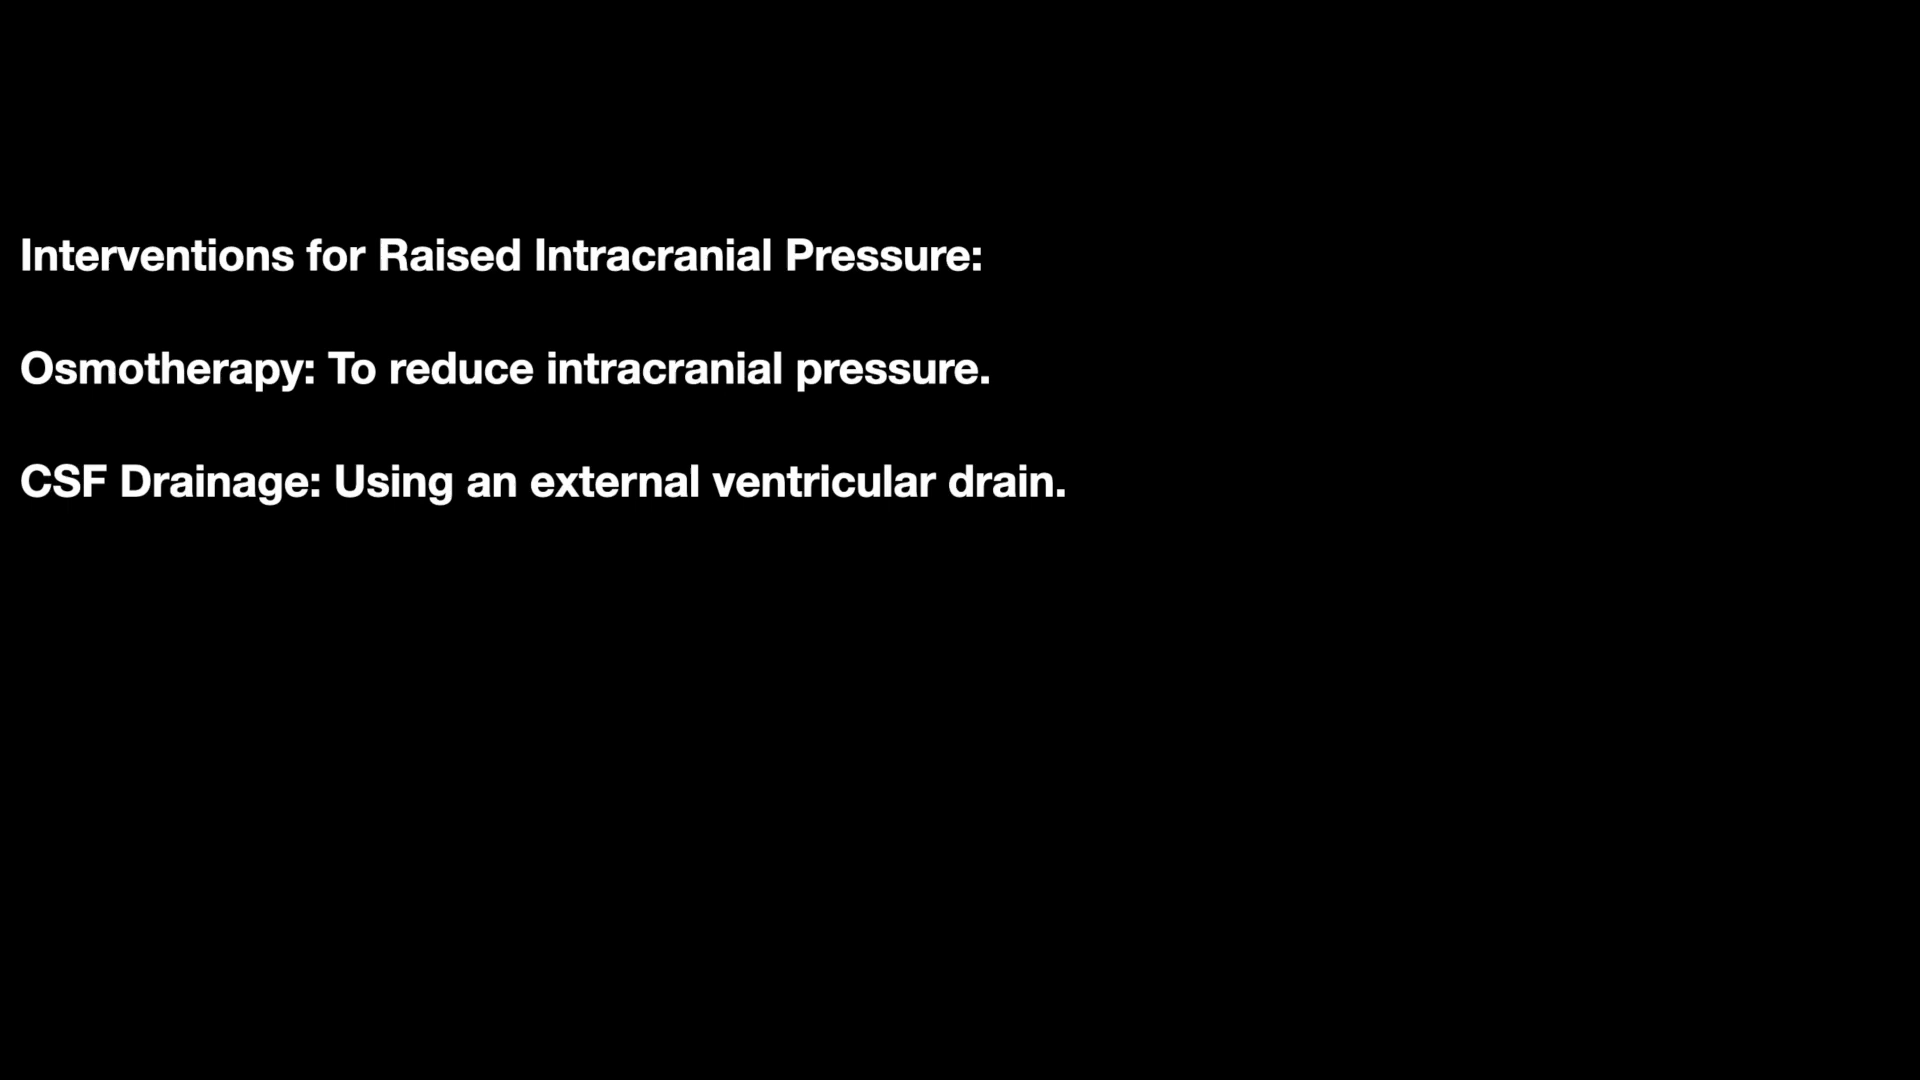 Interventions for Raised Intracranial Pressure:
Osmotherapy: To reduce intracranial pressure.
CSF Drainage: Using an external ventricular drain.